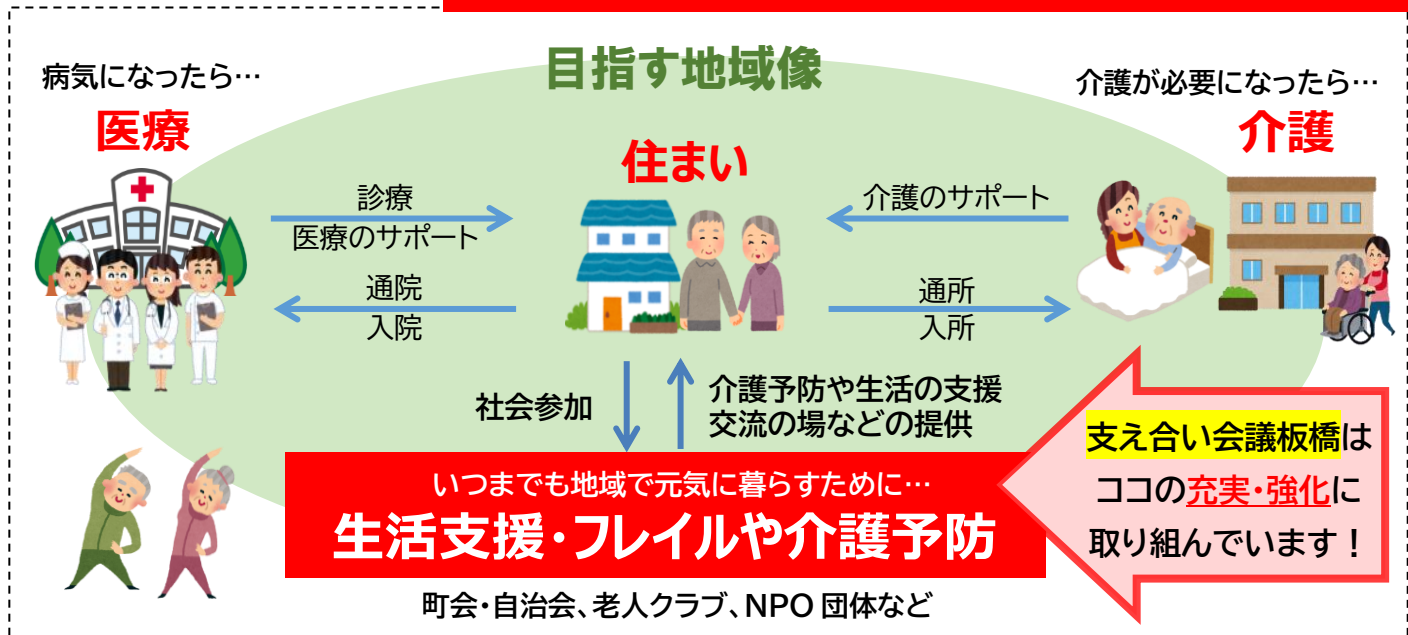 目指す地域像
病気になったら…
医療
介護が必要になったら…
介護
住まい
診療
医療のサポート
通院
入院
介護のサポート
通所
入所
社会参加
介護予防や生活の支援
交流の場などの提供
いつまでも地域で元気に暮らすために…
生活支援・フレイルや介護予防
町会・自治会、老人クラブ、NPO 団体など
支え合い会議板橋は
ココの充実・強化に
取り組んでいます！